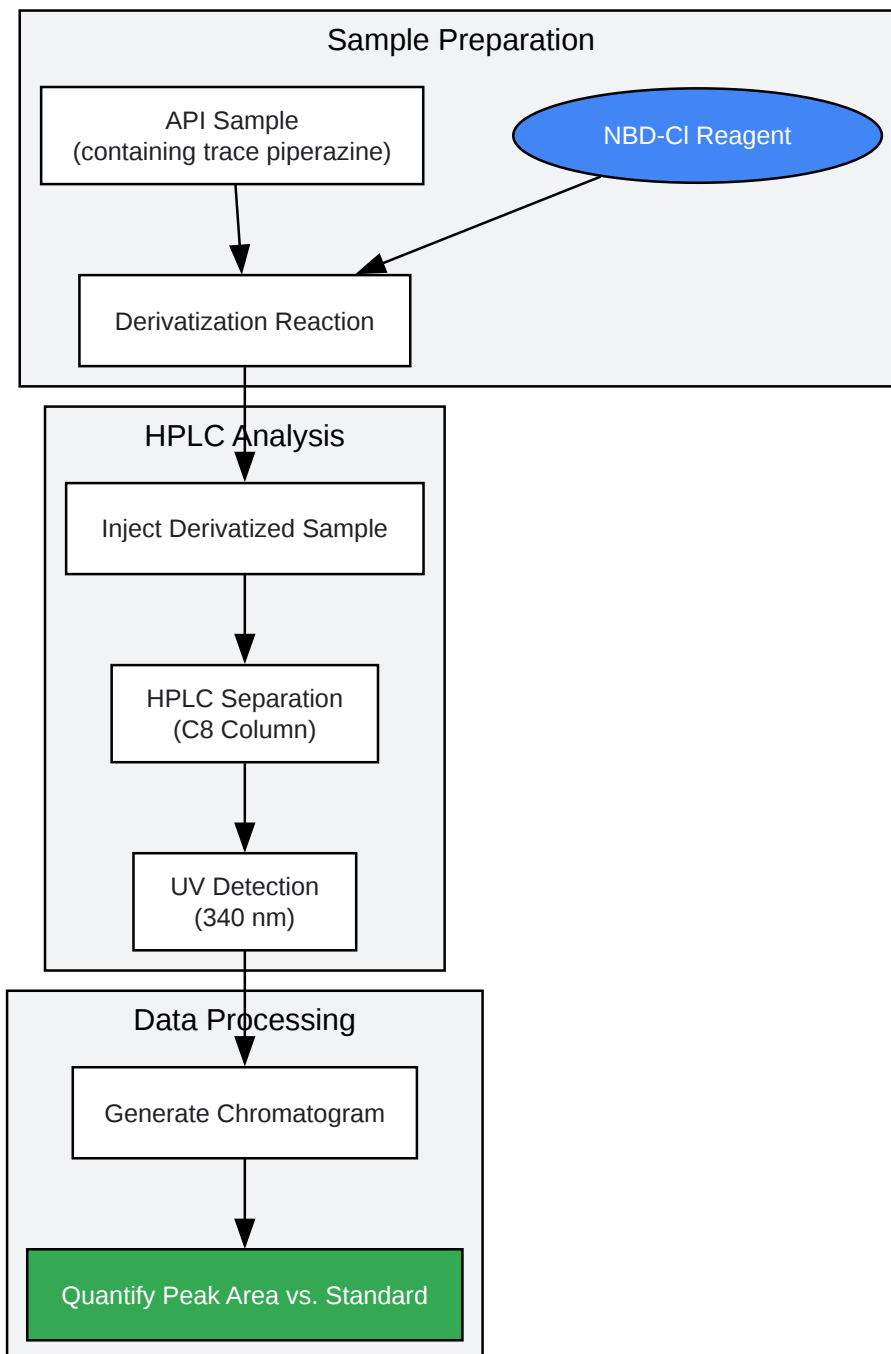 Sample Preparation
API Sample
(containing trace piperazine)
NBD-Cl Reagent
Derivatization Reaction
HPLC Analysis
Inject Derivatized Sample
HPLC Separation
(C8 Column)
UV Detection
(340 nm)
Data Processing
Generate Chromatogram
Quantify Peak Area vs. Standard